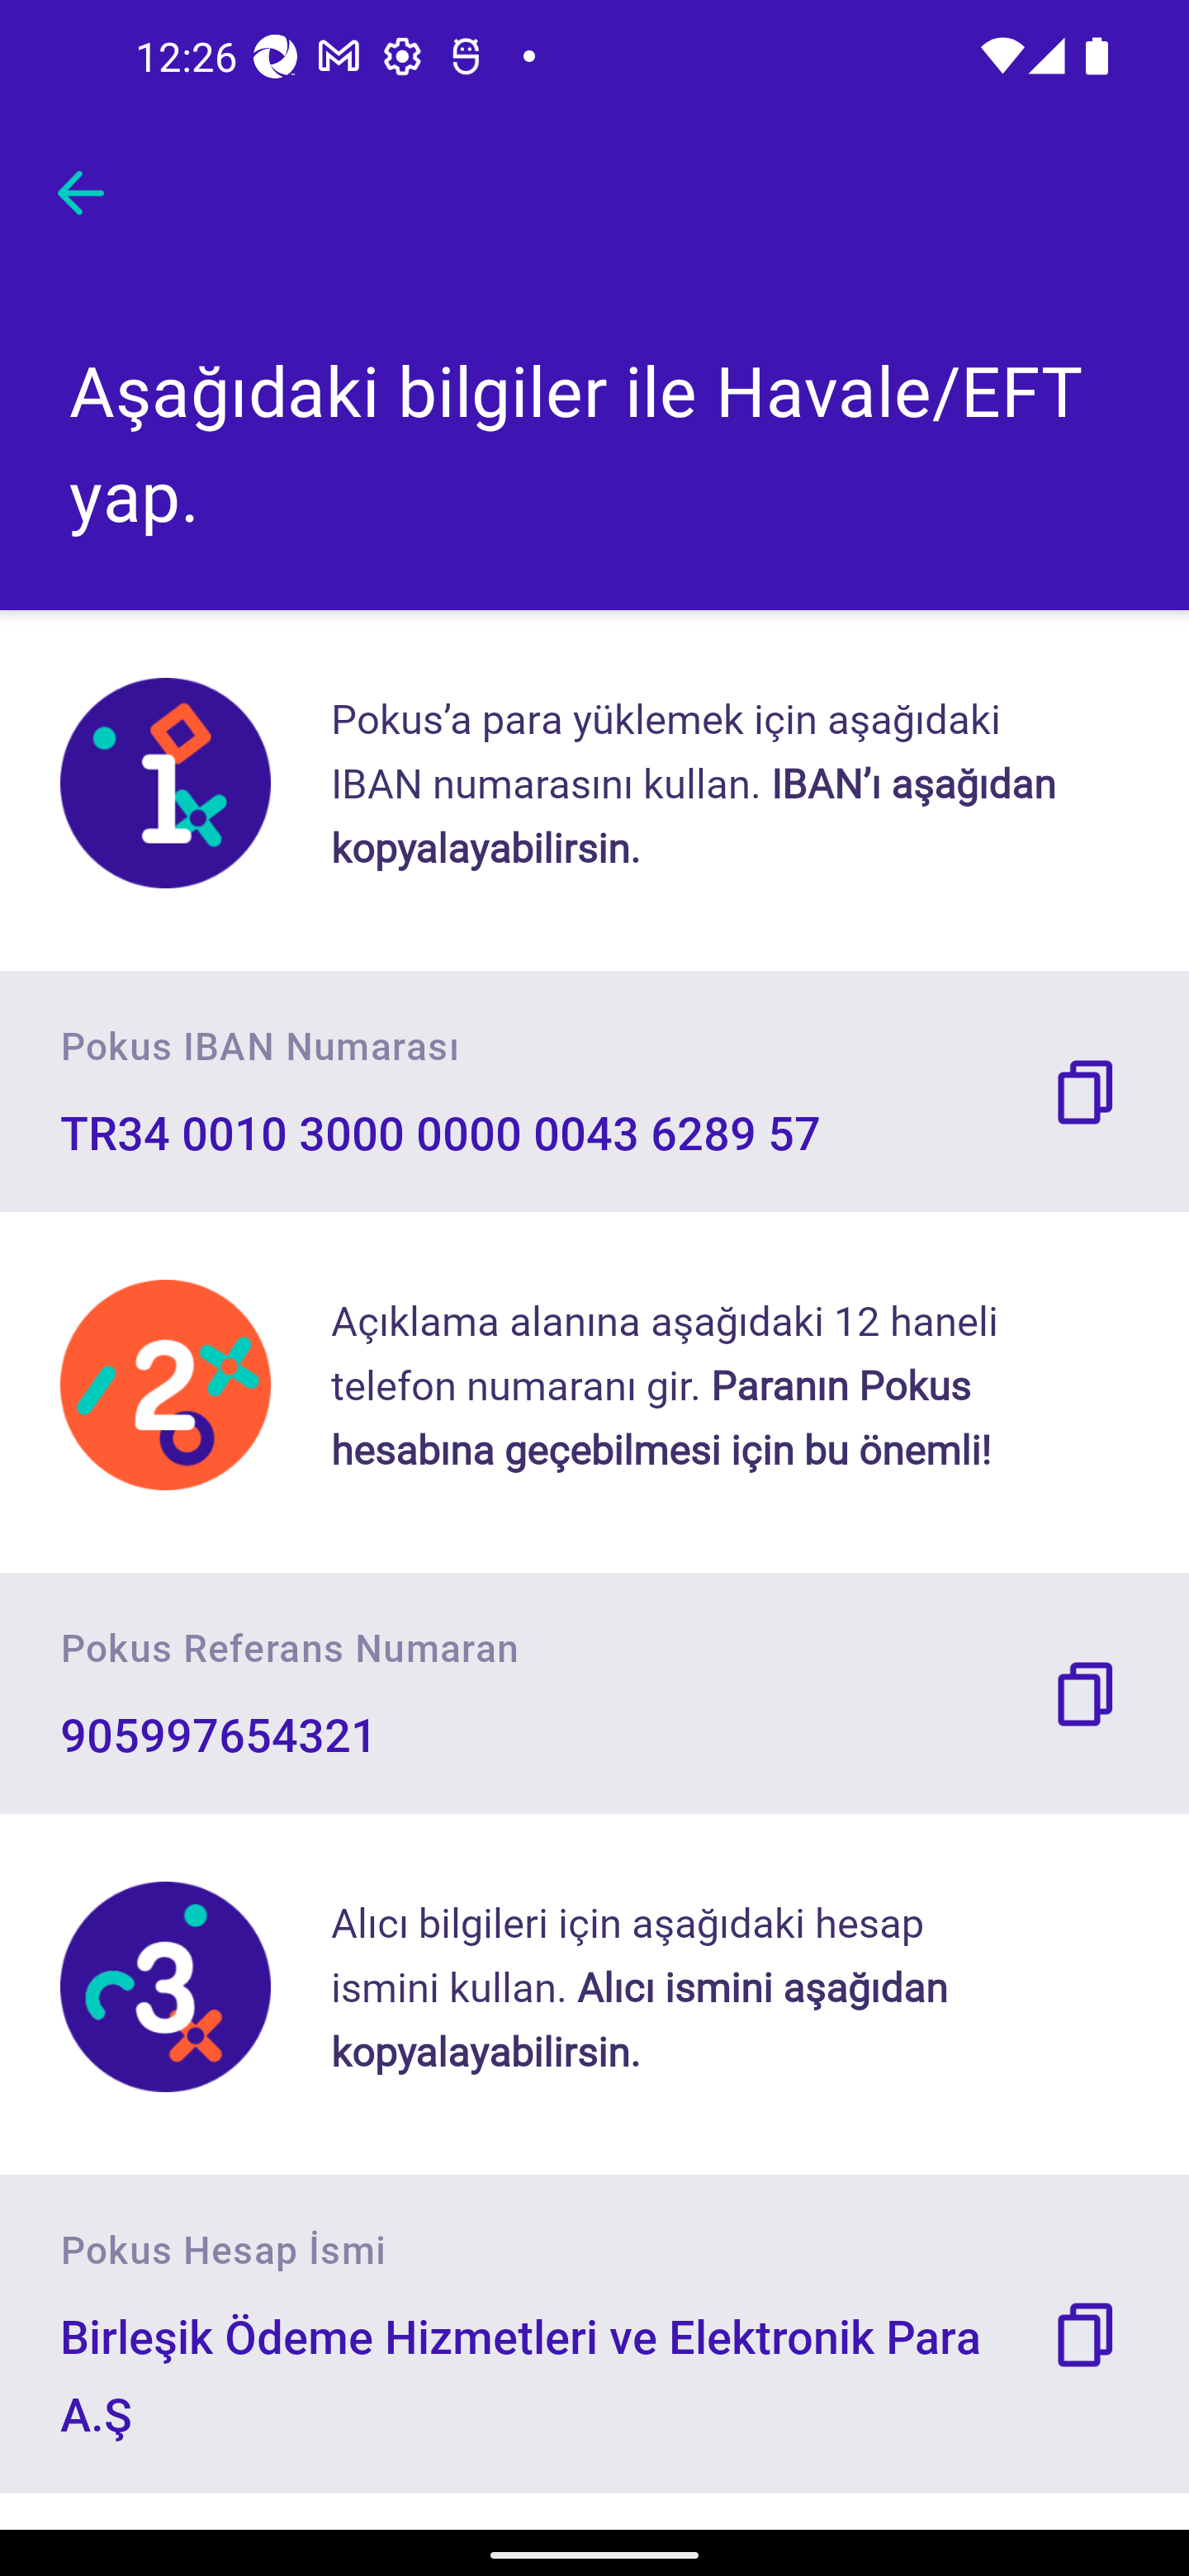 12:26
Aşağıdaki bilgiler ile Havale/EFT
yap.
1
Pokus’a para yüklemek için aşağıdaki
IBAN numarasını kullan. IBAN’ı aşağıdan
kopyalayabilirsin.
Pokus IBAN Numarası
TR34 0010 3000 0000 0043 6289 57
2
Açıklama alanına aşağıdaki 12 haneli
telefon numaranı gir. Paranın Pokus
hesabına geçebilmesi için bu önemli!
Pokus Referans Numaran
905997654321
3
Alıcı bilgileri için aşağıdaki hesap
ismini kullan. Alıcı ismini aşağıdan
kopyalayabilirsin.
Pokus Hesap İsmi
Birleşik Ödeme Hizmetleri ve Elektronik Para
A.Ş